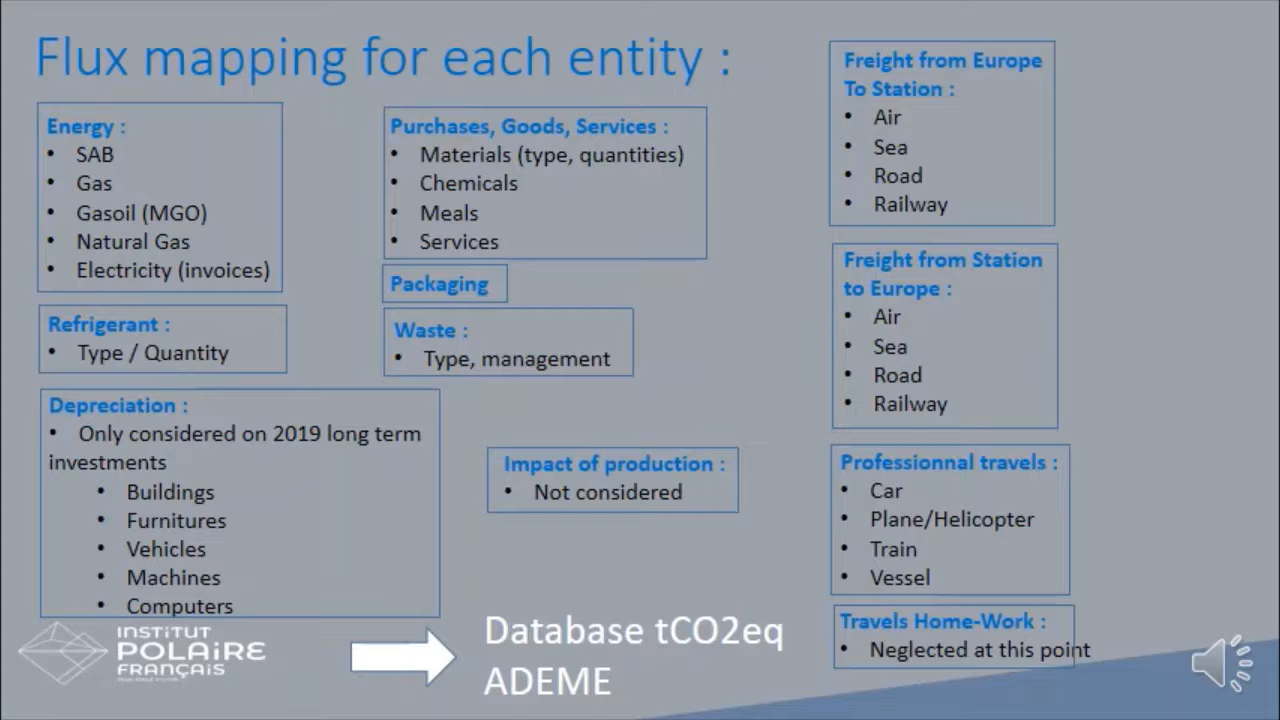 Flux mapping for each entity :
Energy :
• SAB
• Gas
• Gasoil (MGO)
• Natural Gas
• Electricity (invoices)
Refrigerant :
• Type / Quantity
Depreciation :
• Only considered on 2019 long term
investments
• Buildings
• Furnitures
• Vehicles
• Machines
• Computers
Purchases, Goods, Services :
• Materials (type, quantities)
• Chemicals
• Meals
• Services
Packaging
Waste :
• Type, management
Impact of production :
• Not considered
Freight from Europe
To Station :
• Air
• Sea
• Road
• Railway
Freight from Station
to Europe :
• Air
• Sea
• Road
• Railway
Professionnal travels :
• Car
• Plane/Helicopter
• Train
• Vessel
Travels Home-Work :
• Neglected at this point
INSTITUT
POLAIRE
FRANÇAIS
Database tCO2eq
ADEME